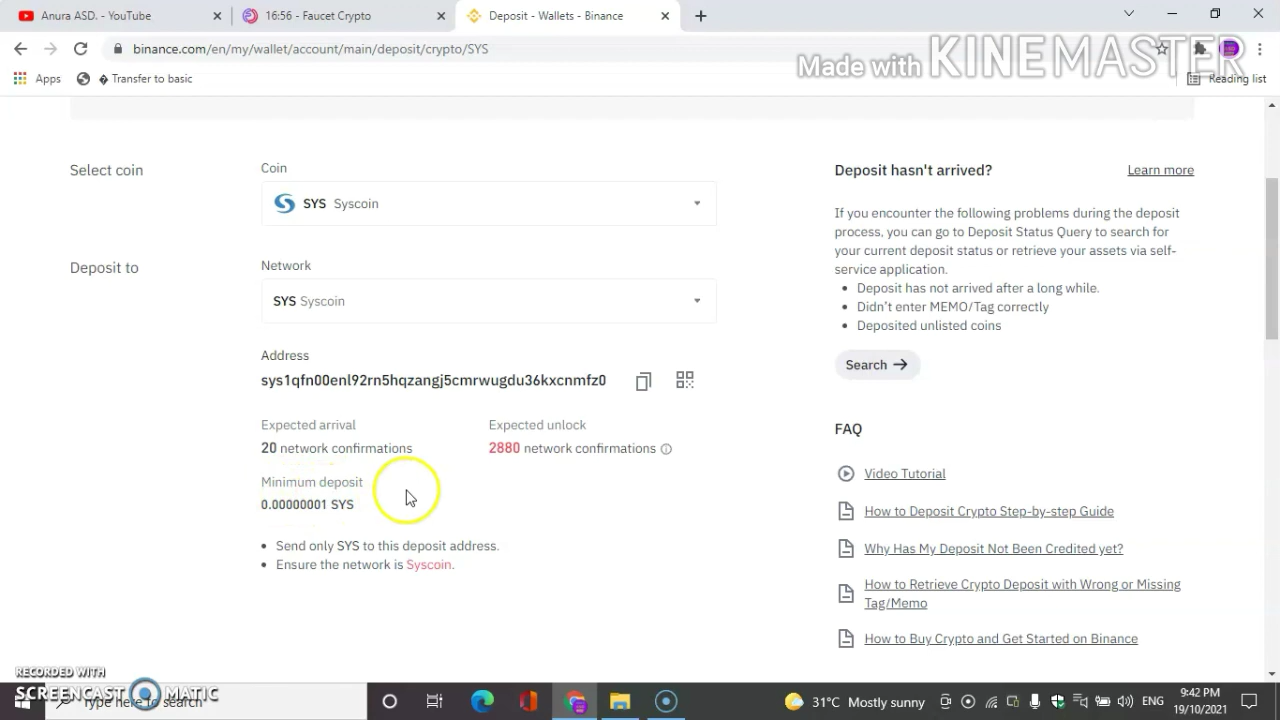 Anura ASD. - YouTube
16:56 - Faucet Crypto
Deposit - Wallets - Binance
binance.com/en/my/wallet/account/main/deposit/crypto/SYS
Made with KINEMASTER
Apps
Transfer to basic
Reading list
Select coin
Coin
SYS Syscoin
Deposit to
Network
SYS Syscoin
Address
sys1qfn00enl92rn5hqzangj5cmrwugdu36kxcnmfz0
Expected arrival
20 network confirmations
Expected unlock
2880 network confirmations
Minimum deposit
0.00000001 SYS
Send only SYS to this deposit address.
Ensure the network is Syscoin.
Deposit hasn't arrived?
Learn more
If you encounter the following problems during the deposit
process, you can go to Deposit Status Query to search for
your current deposit status or retrieve your assets via self-
service application.
Deposit has not arrived after a long while.
Didn't enter MEMO/Tag correctly
Deposited unlisted coins
Search
FAQ
Video Tutorial
How to Deposit Crypto Step-by-step Guide
Why Has My Deposit Not Been Credited yet?
How to Retrieve Crypto Deposit with Wrong or Missing
Tag/Memo
How to Buy Crypto and Get Started on Binance
RECORDED WITH
SCREENCAST MATIC
Type here to search
31°C Mostly sunny
ENG
9:42 PM
19/10/2021